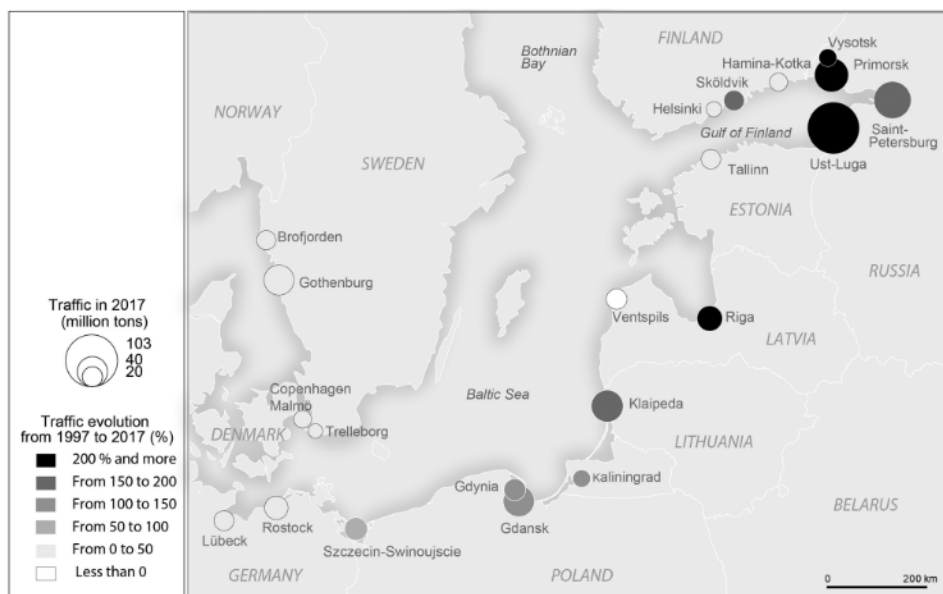 Traffic in 2017
(million tons)
103
40
20
Traffic evolution
from 1997 to 2017 (%)
200 % and more
From 150 to 200
From 100 to 150
From 50 to 100
From 0 to 50
Less than 0
Bothnian
Bay
FINLAND
Vysotsk
Hamina-Kotka
Primorsk
Sköldvik
Helsinki
Gulf of Finland
Saint-
Petersburg
Ust-Luga
NORWAY
SWEDEN
Tallinn
ESTONIA
Brofjorden
Gothenburg
RUSSIA
Ventspils
Riga
LATVIA
Copenhagen
Malmö
Baltic Sea
Klaipeda
DENMARK
Trelleborg
LITHUANIA
Gdynia
Kaliningrad
Gdansk
BELARUS
Lübeck
Rostock
Szczecin-Swinoujscie
GERMANY
POLAND
0 200 km